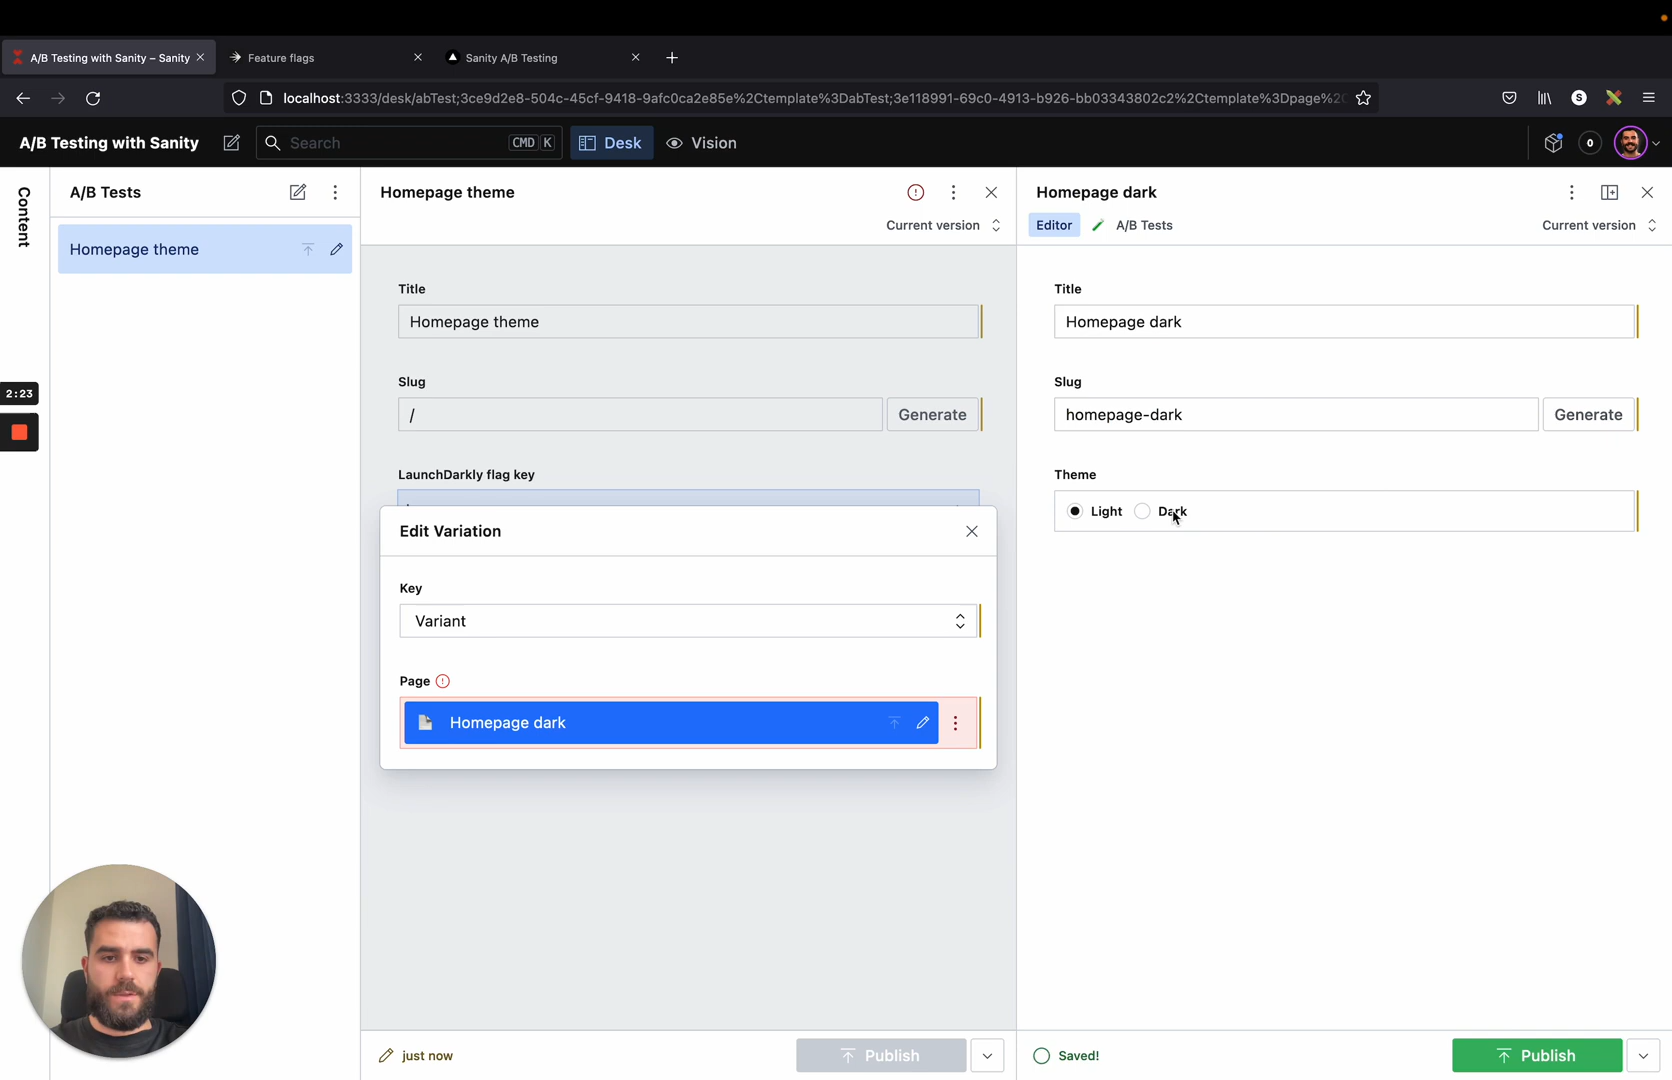 A/B Testing with Sanity – Sanity
Feature flags
Sanity A/B Testing
localhost:3333/desk/abTest;3ce9d2e8-504c-45cf-9418-9afc0ca2e85e%2Ctemplate%3DabTest;3e118991-69c0-4913-b926-bb03343802c2%2Ctemplate%3Dpage%2C
A/B Testing with Sanity
Search
CMD K
Desk
Vision
0
Content
A/B Tests
Homepage theme
2:23
Homepage theme
Current version
Title
Homepage theme
Slug
/
Generate
LaunchDarkly flag key
Edit Variation
Key
Variant
Page
Homepage dark
just now
Publish
Homepage dark
Editor
A/B Tests
Current version
Title
Homepage dark
Slug
homepage-dark
Generate
Theme
Light
Dark
Saved!
Publish